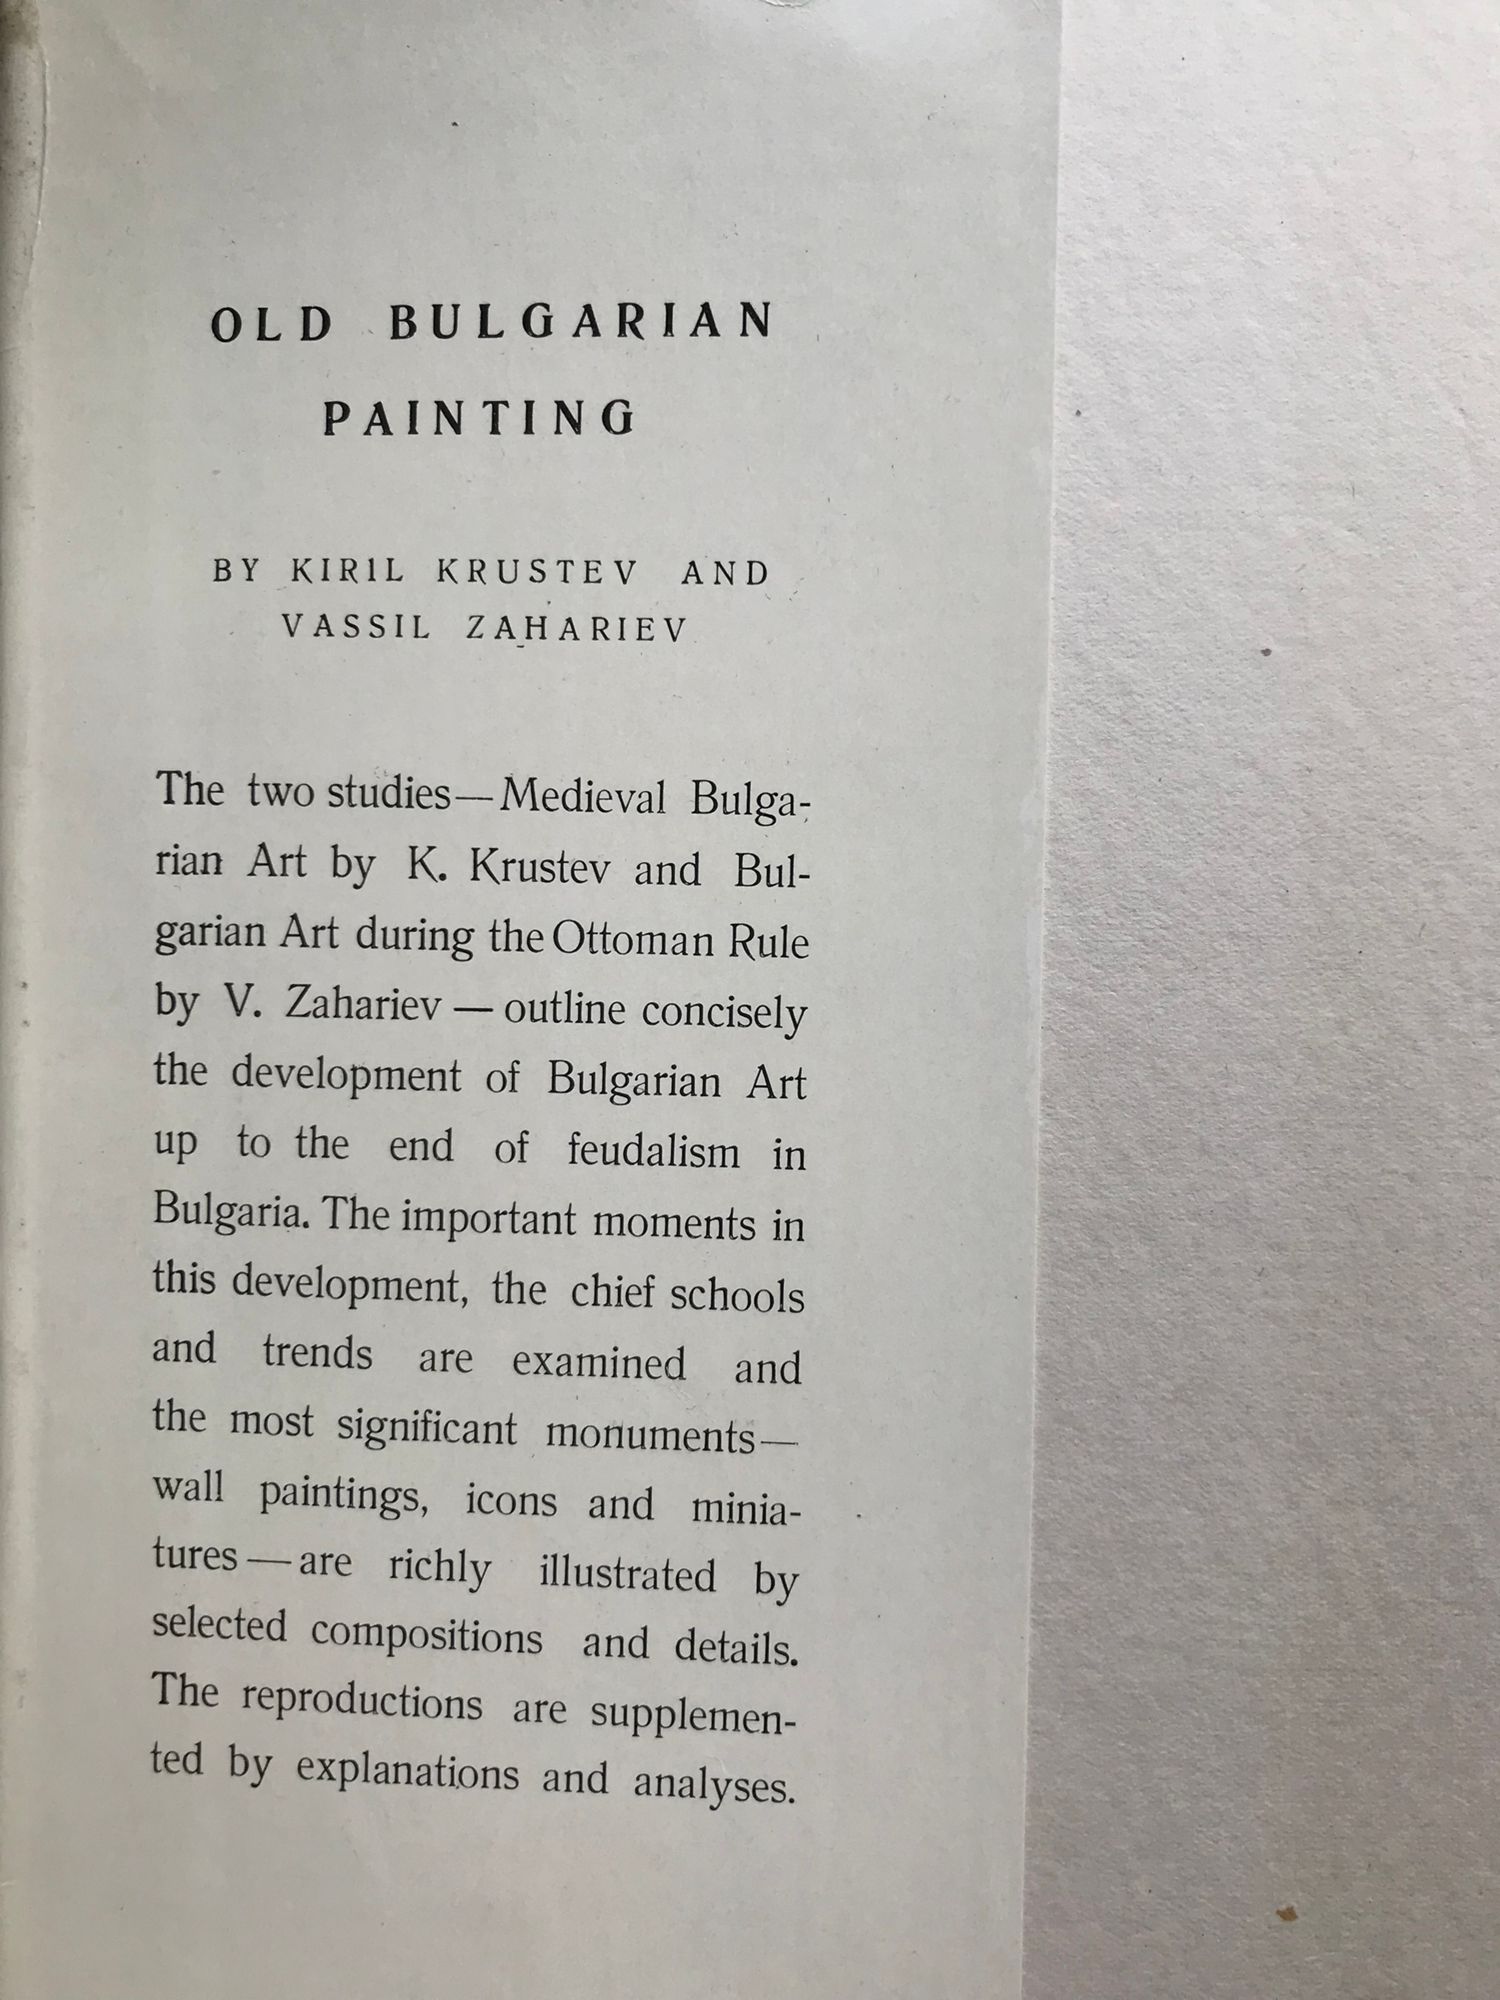 OLD BULGARIAN
PAINTING
BY KIRIL KRUSTEV AND
VASSIL ZAHARIEV
The two studies—Medieval Bulga-
rian Art by K. Krustev and Bul-
garian Art during the Ottoman Rule
by V. Zahariev — outline concisely
the development of Bulgarian Art
up to the end of feudalism in
Bulgaria. The important moments in
this development, the chief schools
and trends are examined and
the most significant monuments—
wall paintings, icons and minia-
tures — are richly illustrated by
selected compositions and details.
The reproductions are supplemen-
ted by explanations and analyses.